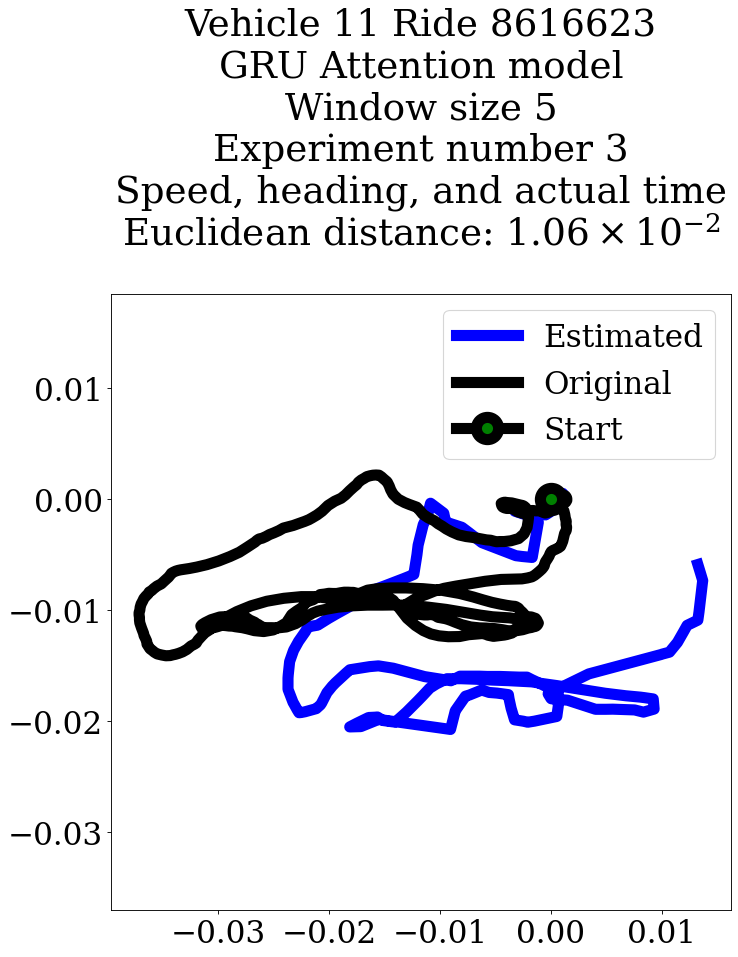 Vehicle 11 Ride 8616623
GRU Attention model
Window size 5
Experiment number 3
Speed, heading, and actual time
Euclidean distance: 1.06 × 10⁻²
Estimated
Original
Start
0.01
0.00
−0.01
−0.02
−0.03
−0.03 −0.02 −0.01 0.00 0.01